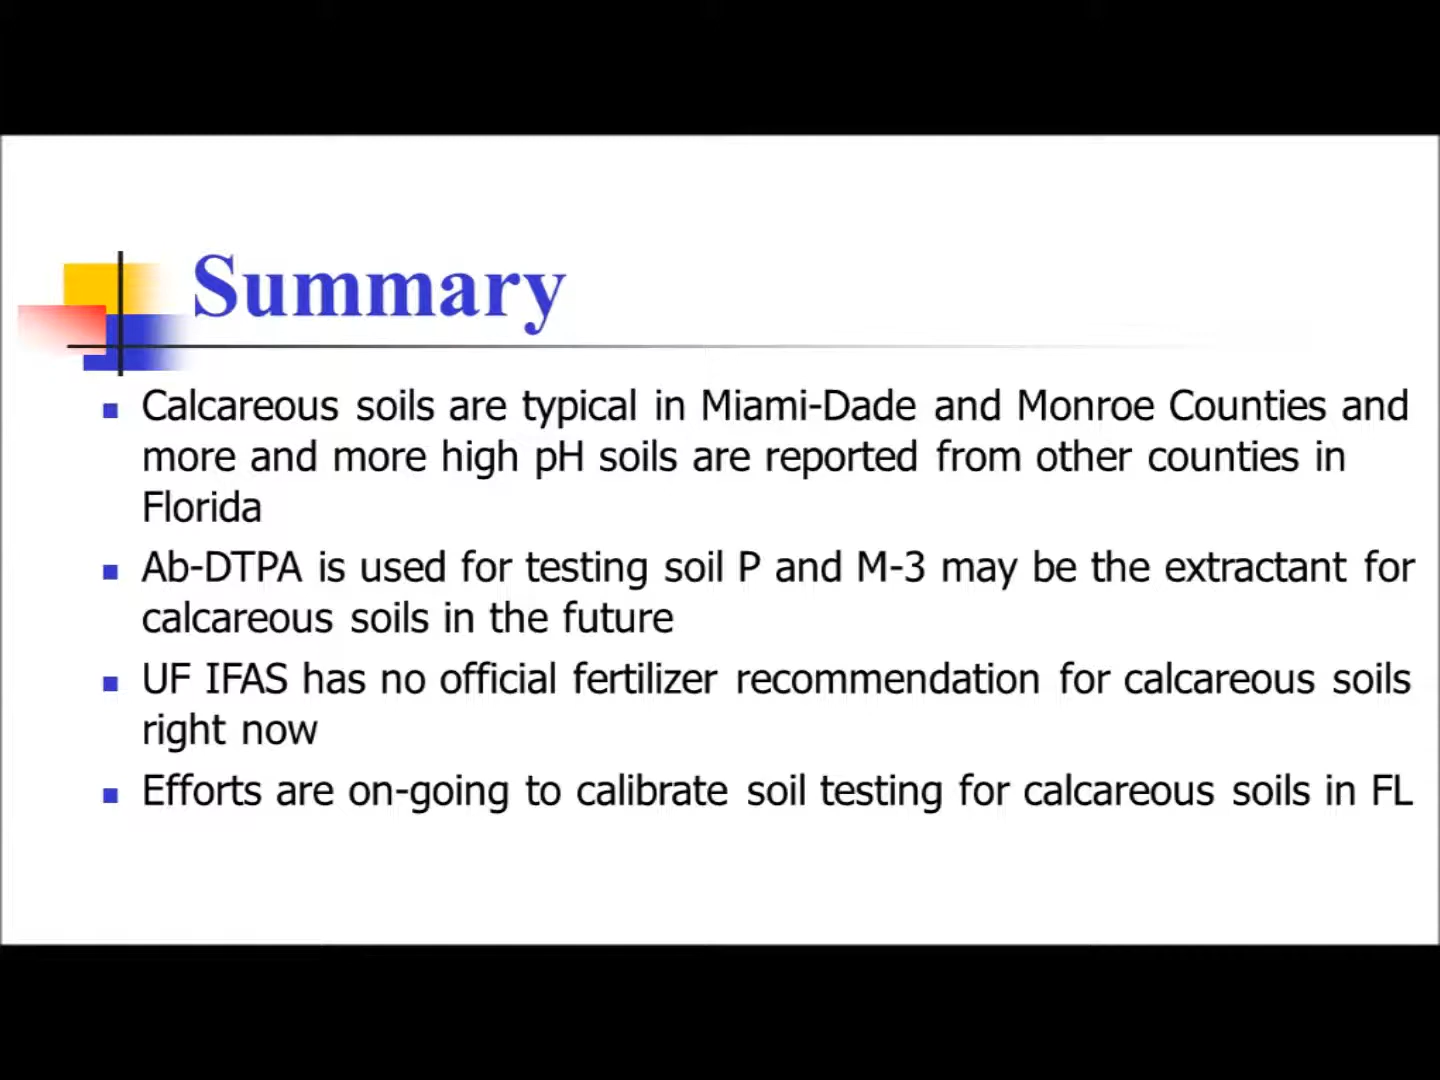 Summary
Calcareous soils are typical in Miami-Dade and Monroe Counties and
more and more high pH soils are reported from other counties in
Florida
Ab-DTPA is used for testing soil P and M-3 may be the extractant for
calcareous soils in the future
UF IFAS has no official fertilizer recommendation for calcareous soils
right now
Efforts are on-going to calibrate soil testing for calcareous soils in FL